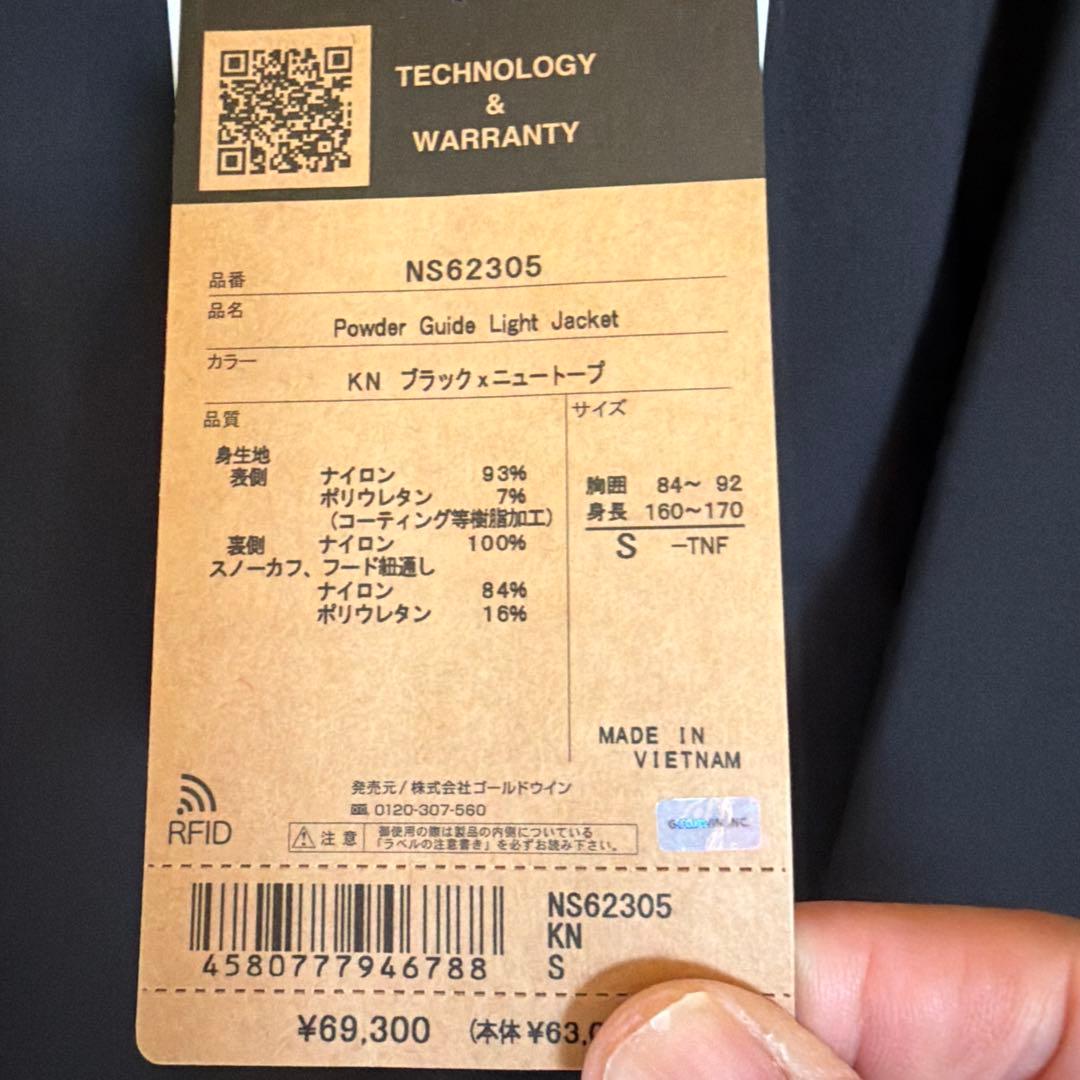 TECHNOLOGY
&
WARRANTY
品番 NS62305
品名 Powder Guide Light Jacket
カラー KN ブラックxニュートープ
品質
身生地
表側 ナイロン 93%
ポリウレタン 7%
(コーティング等樹脂加工)
裏側 ナイロン 100%
スノーカフ、フード紐通し
ナイロン 84%
ポリウレタン 16%
サイズ
胸囲 84~ 92
身長 160~170
S -TNF
MADE IN
VIETNAM
発売元/株式会社ゴールドウイン
0120-307-560
RFID
注意 御使用の際は製品の内側についている
「ラベルの注意書き」を必ずお読み下さい。
4580777946788
NS62305
KN
S
¥69,300 (本体¥63,0